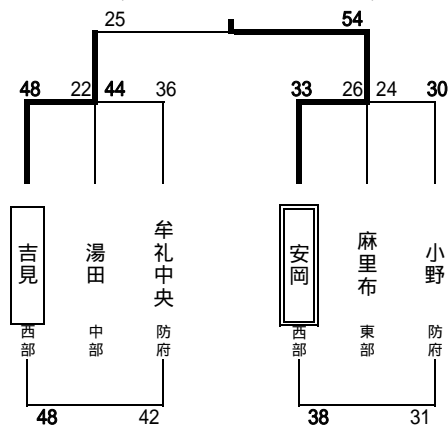 25 54
48 22 44 36 33 26 24 30
吉見 湯田 牟礼中央 安岡 麻里布 小野
西部 中部 防府 西部 東部 防府
48 42 38 31